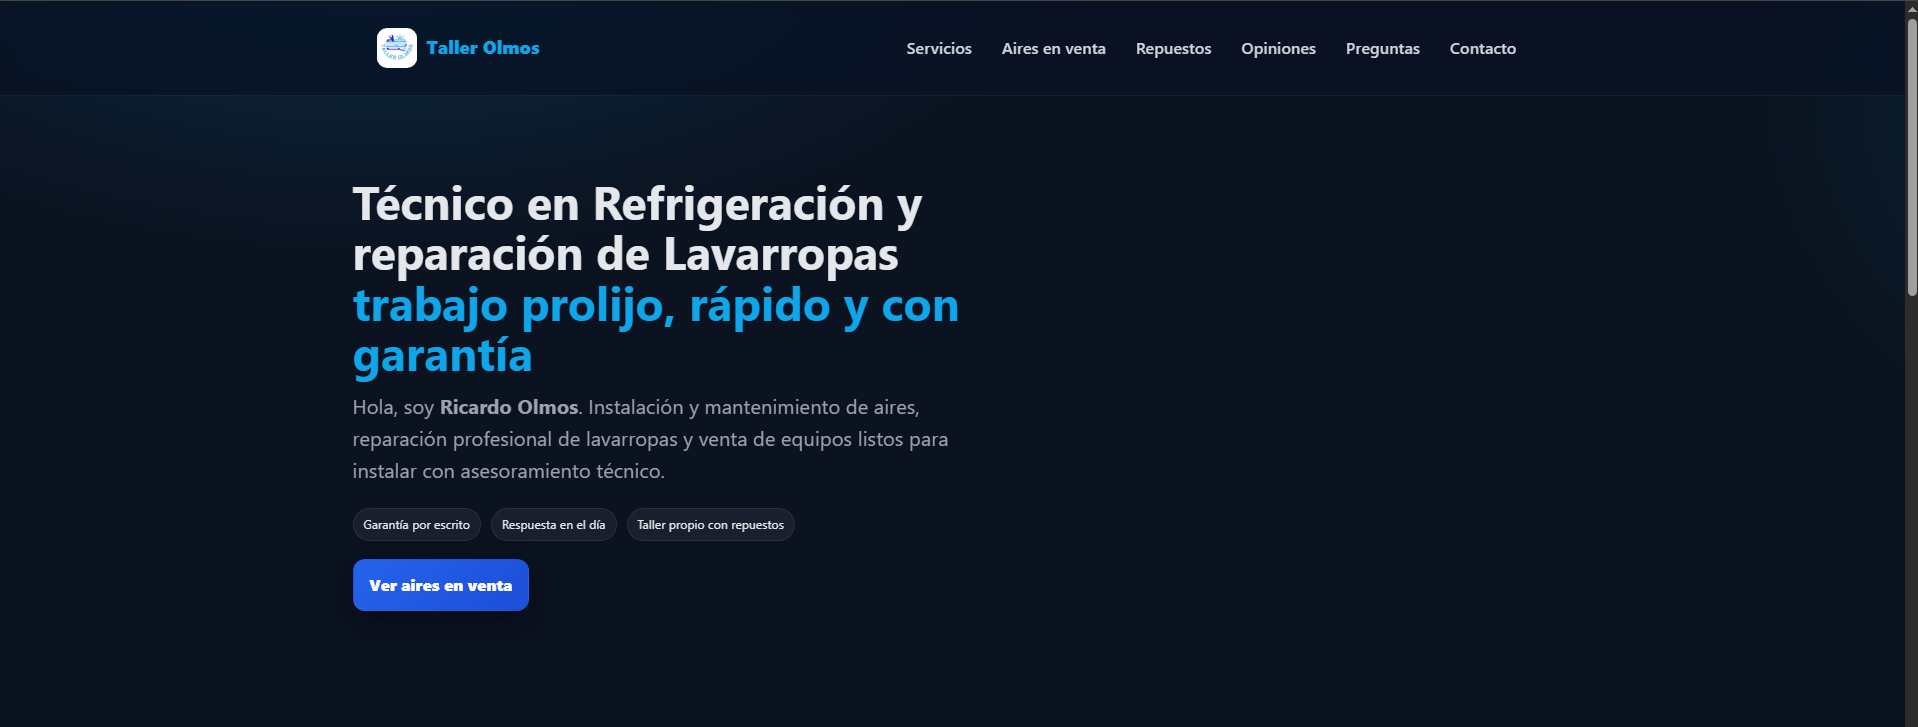 Taller Olmos
Servicios Aires en venta Repuestos Opiniones Preguntas Contacto
Técnico en Refrigeración y
reparación de Lavarropas
trabajo prolijo, rápido y con
garantía
Hola, soy Ricardo Olmos. Instalación y mantenimiento de aires,
reparación profesional de lavarropas y venta de equipos listos para
instalar con asesoramiento técnico.
Garantía por escrito Respuesta en el día Taller propio con repuestos
Ver aires en venta